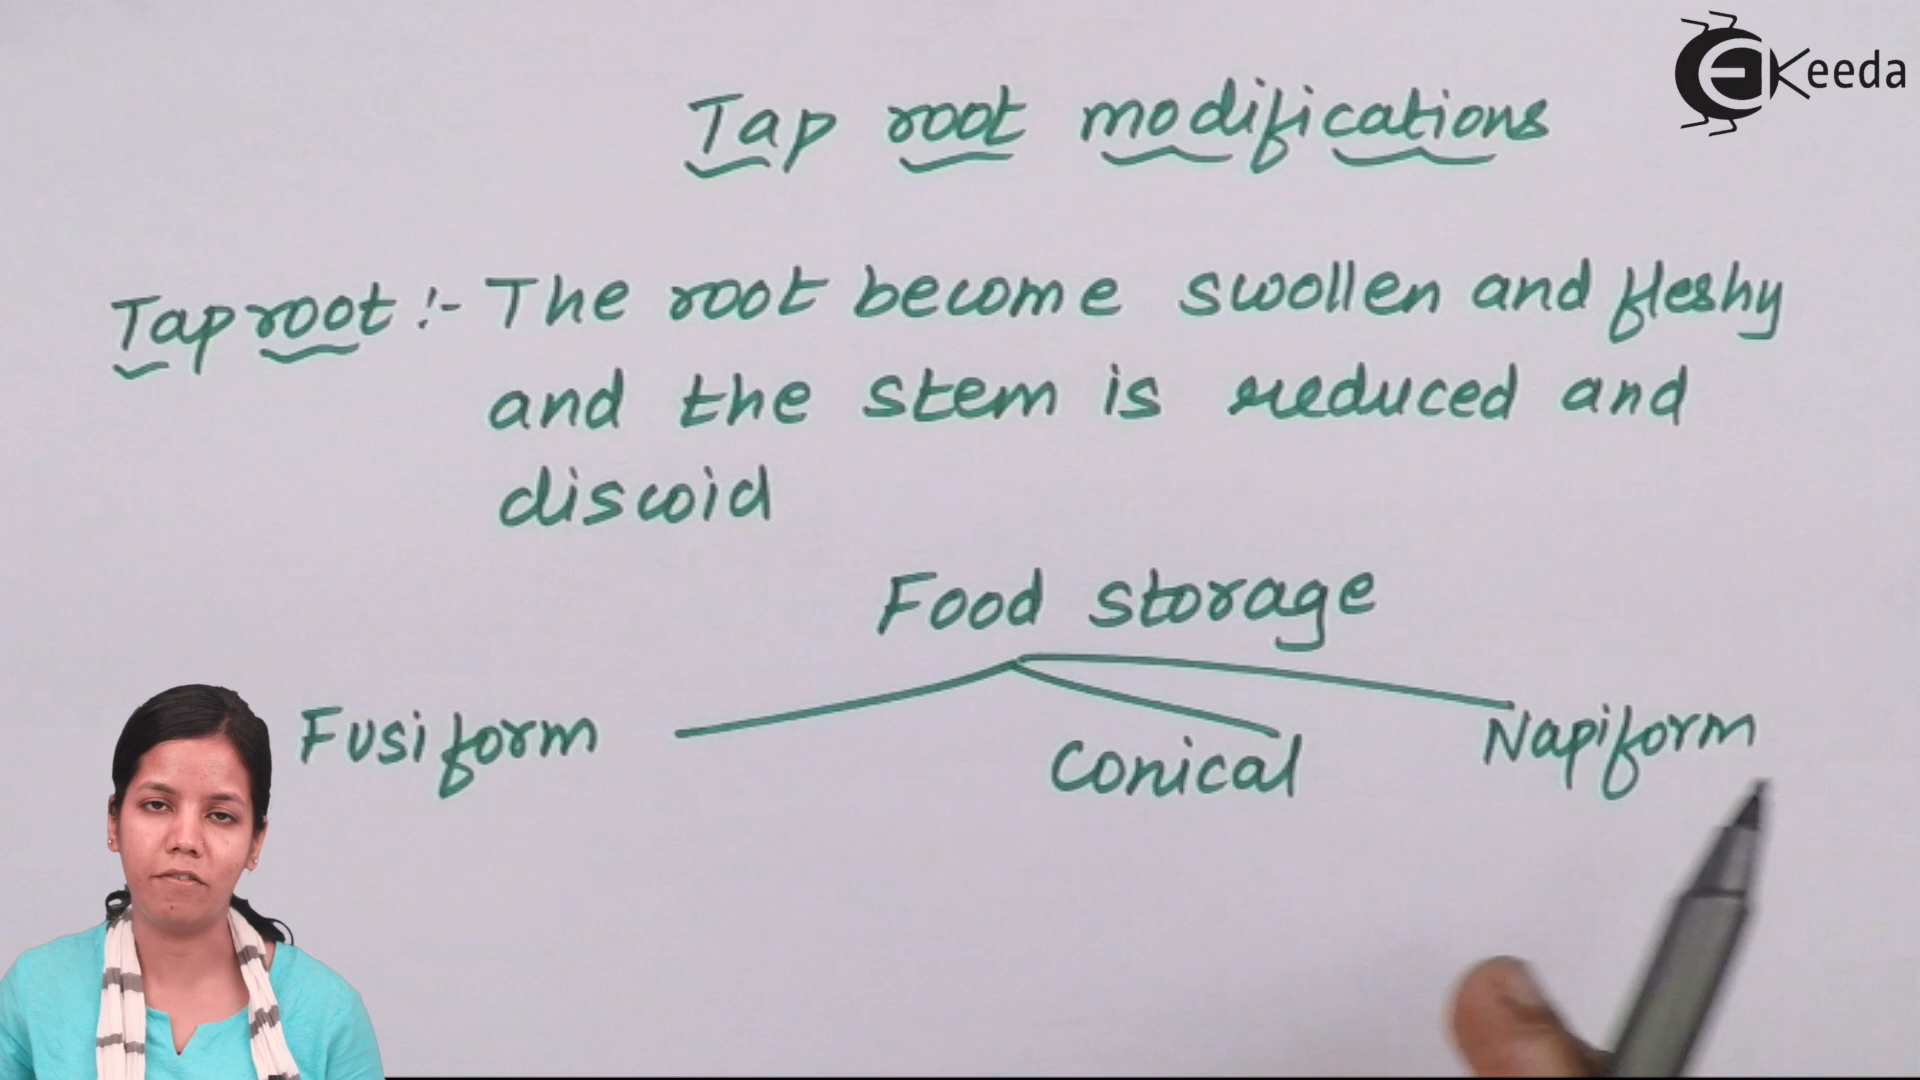 EKeeda
Tap root modifications
Tap root :- The root become swollen and fleshy
and the stem is reduced and
discoid
Food storage
Fusiform
Conical
Napiform